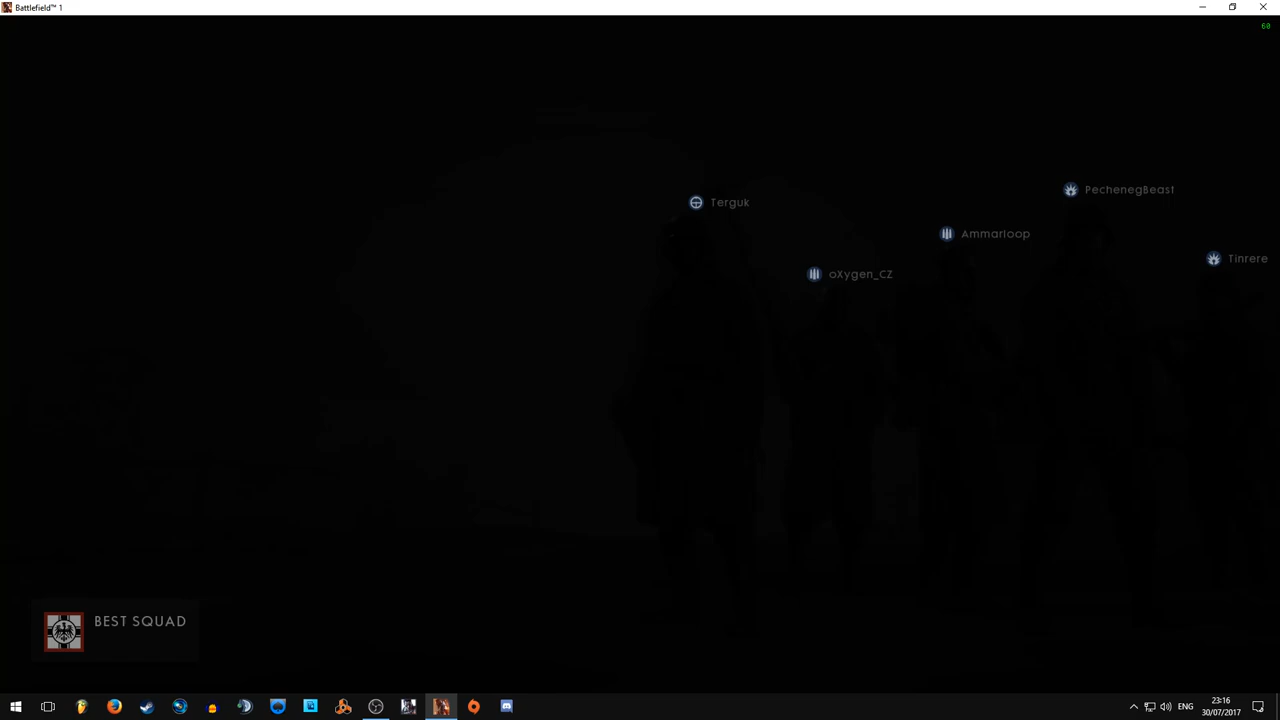 Battlefield™ 1
60
PechenegBeast
Terguk
Ammarloop
Tinrere
oXygen_CZ
BEST SQUAD
ENG
23:16
30/07/2017